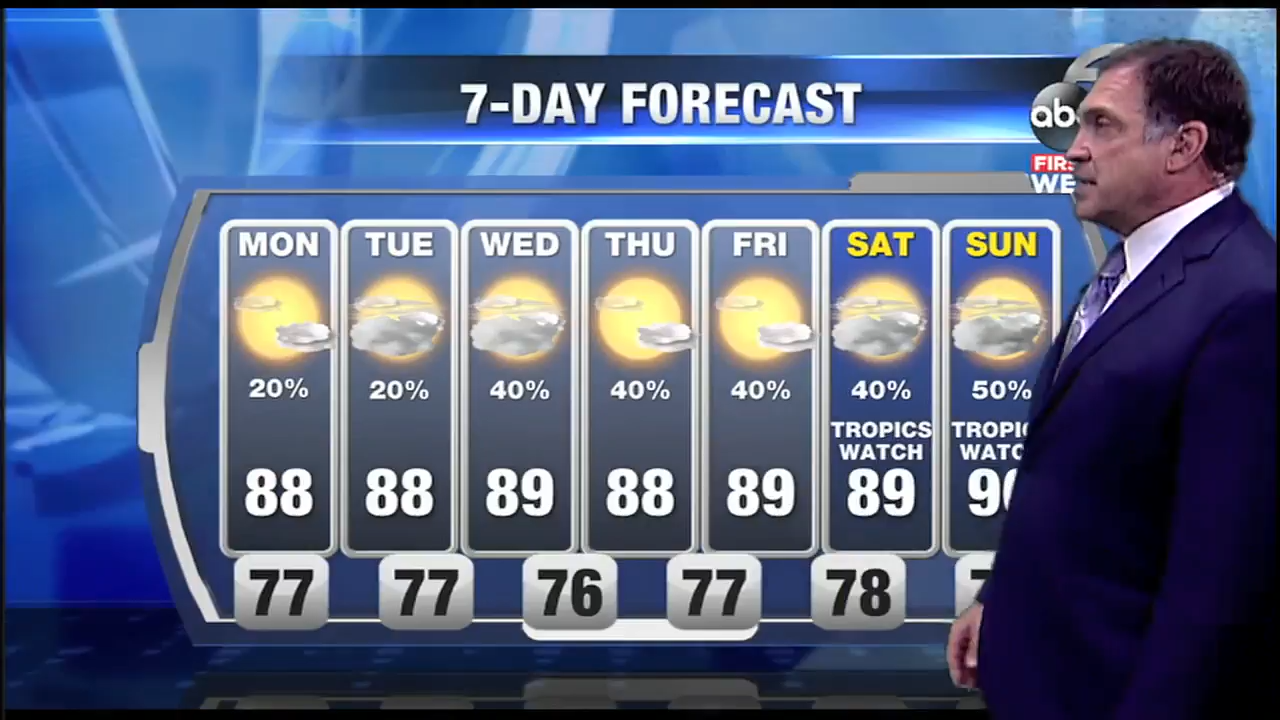 7-DAY FORECAST
abc
MON TUE WED THU FRI SAT SUN
20% 20% 40% 40% 40% 40% 50%
TROPICS
WATCH
88 88 89 88 89 89
77 77 76 77 78